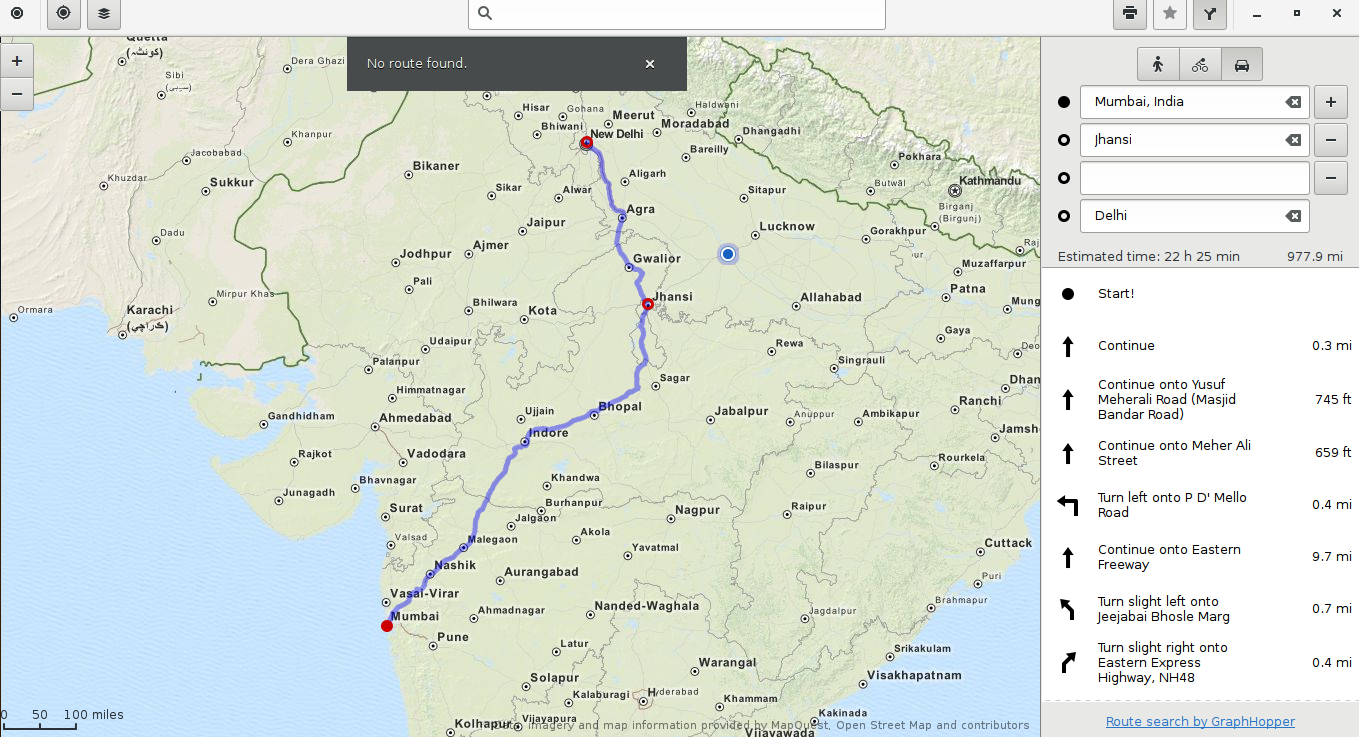 No route found.
Quetta
(کوئٹہ)
Sibi
(سبی)
Dera Ghazi
Hisar
Gohana
Bhiwani
Meerut
Haldwani
Moradabad
Dhangadhi
New Delhi
Bareilly
Khanpur
Jacobabad
Khuzdar
Sukkur
Bikaner
Sikar
Alwar
Aligarh
Sitapur
Pokhara
Butwāl
Kathmandu
Birganj
(Birgunj)
Agra
Jaipur
Lucknow
Gorakhpur
Dadu
Jodhpur
Ajmer
Gwalior
Muzaffarpur
Pali
Mirpur Khas
Bhilwara
Kota
Jhansi
Allahabad
Patna
Mung
Ormara
Karachi
(ڪراچي)
Udaipur
Palanpur
Rewa
Gaya
Singrauli
Himmatnagar
Sagar
Gandhidham
Ahmedabad
Ujjain
Bhopal
Jabalpur
Anuppur
Ambikapur
Ranchi
Indore
Rajkot
Vadodara
Bhavnagar
Junagadh
Khandwa
Bilaspur
Rourkela
Surat
Burhanpur
Jalgaon
Nagpur
Raipur
Valsad
Malegaon
Akola
Yavatmal
Cuttack
Nashik
Aurangabad
Puri
Vasai-Virar
Mumbai
Ahmadnagar
Nanded-Waghala
Jagdalpur
Brahmapur
Pune
Latur
Srikakulam
Warangal
Solapur
Visakhapatnam
Kalaburagi
Hyderabad
Khammam
Kolhapur
Vijayapura
Kakinada
Vijayawada
0 50 100 miles
Data, imagery and map information provided by MapQuest, Open Street Map and contributors
Mumbai, India
Jhansi
Delhi
Estimated time: 22 h 25 min 977.9 mi
Start!
Continue 0.3 mi
Continue onto Yusuf
Meherali Road (Masjid 745 ft
Bandar Road)
Continue onto Meher Ali 659 ft
Street
Turn left onto P D' Mello 0.4 mi
Road
Continue onto Eastern 9.7 mi
Freeway
Turn slight left onto 0.7 mi
Jeejabai Bhosle Marg
Turn slight right onto
Eastern Express 0.4 mi
Highway, NH48
Route search by GraphHopper